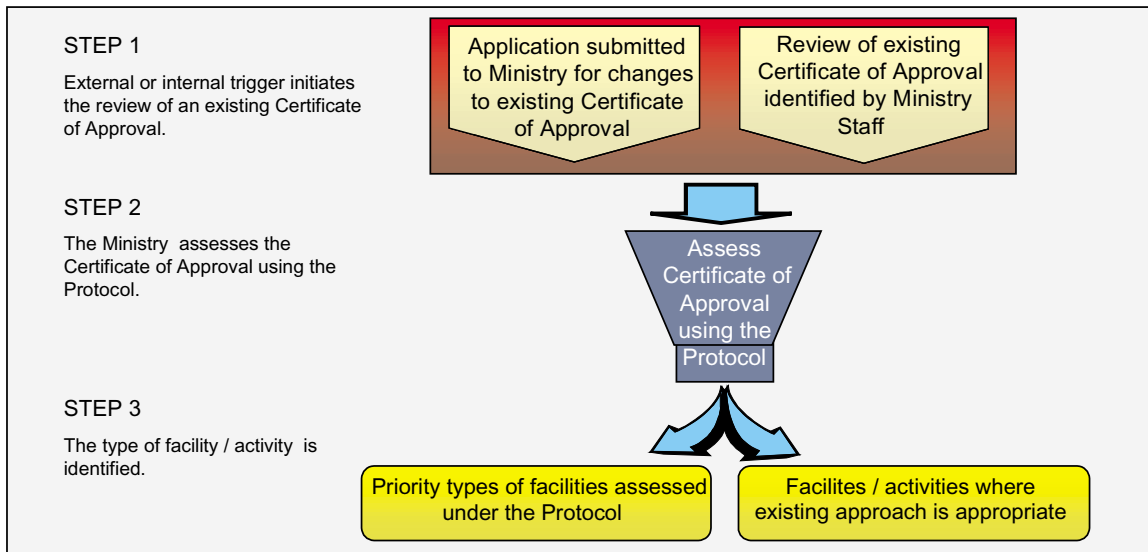 STEP 1
External or internal trigger initiates
the review of an existing Certificate
of Approval.
Application submitted
to Ministry for changes
to existing Certificate
of Approval
Review of existing
Certificate of Approval
identified by Ministry
Staff
STEP 2
The Ministry assesses the
Certificate of Approval using the
Protocol.
Assess
Certificate of
Approval
using the
Protocol
STEP 3
The type of facility / activity is
identified.
Priority types of facilities assessed
under the Protocol
Facilites / activities where
existing approach is appropriate